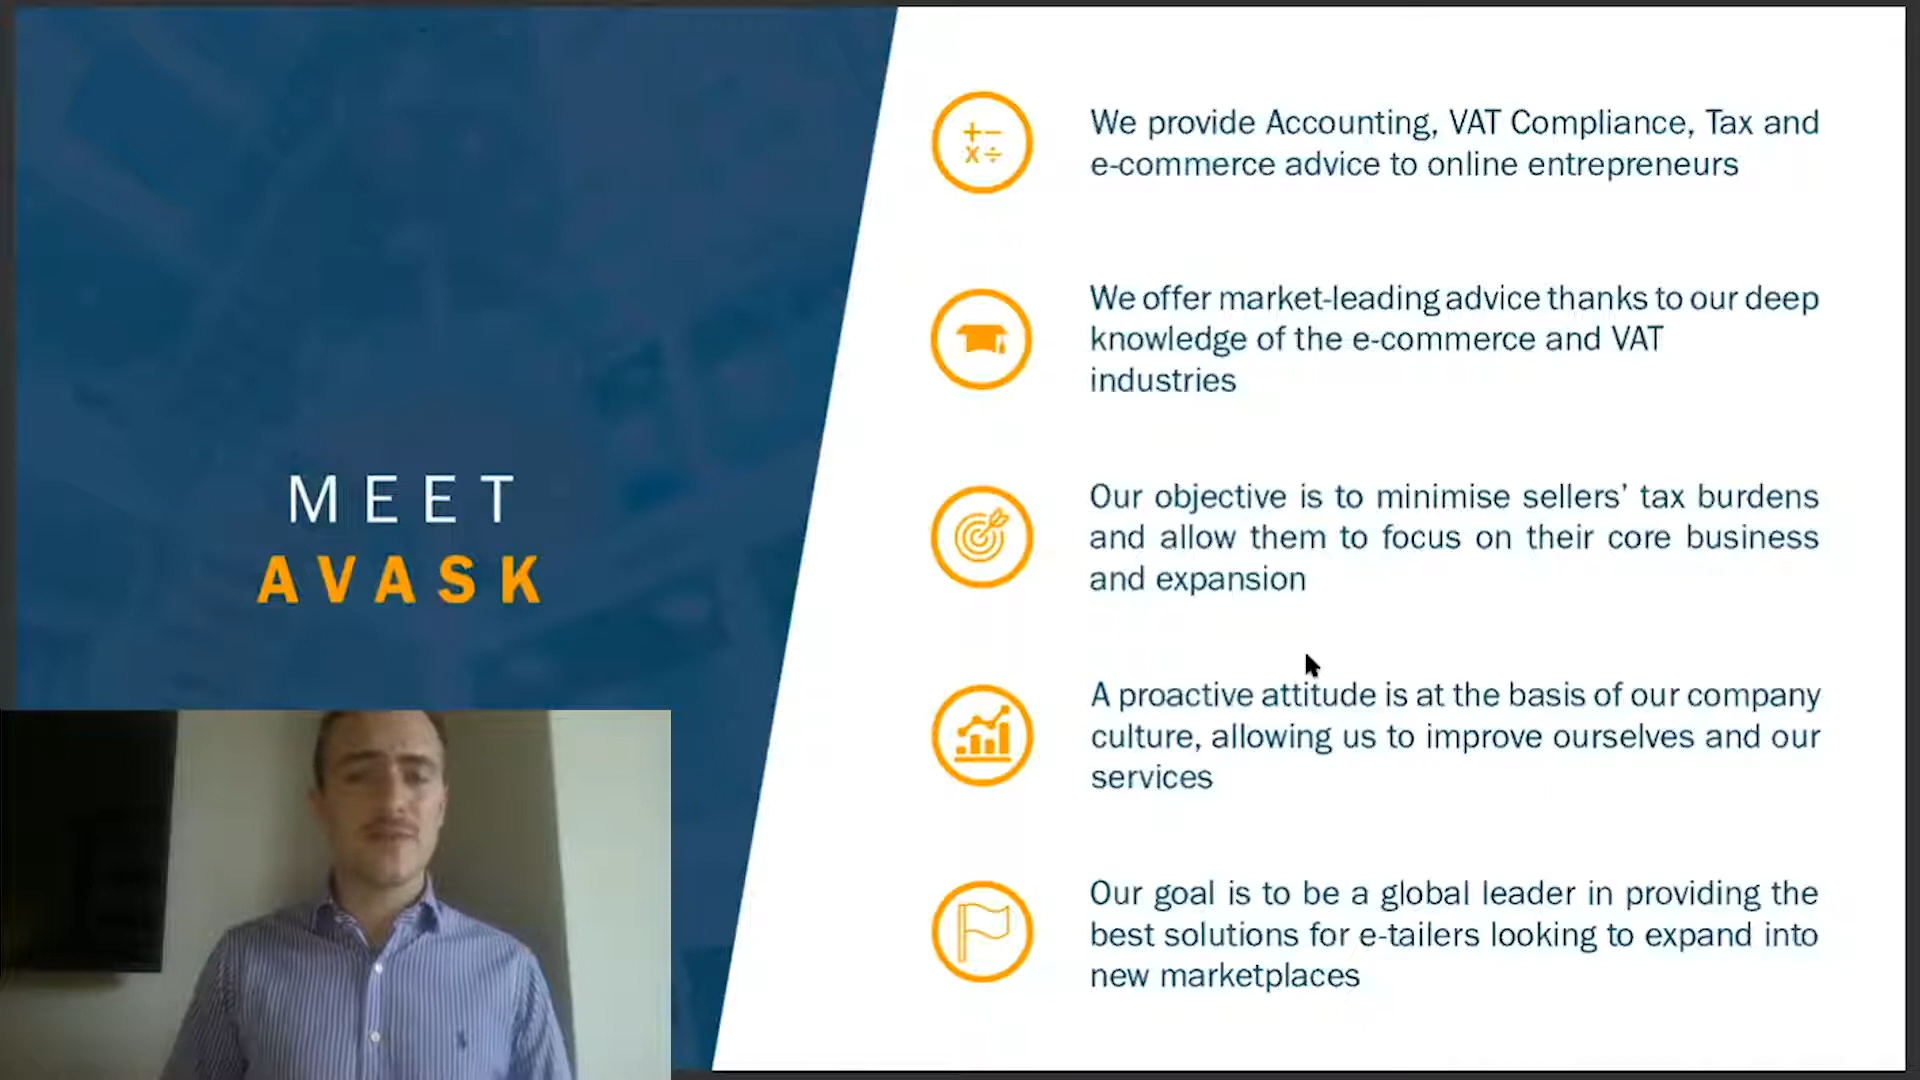 MEET
AVASK
We provide Accounting, VAT Compliance, Tax and
e-commerce advice to online entrepreneurs
We offer market-leading advice thanks to our deep
knowledge of the e-commerce and VAT
industries
Our objective is to minimise sellers’ tax burdens
and allow them to focus on their core business
and expansion
A proactive attitude is at the basis of our company
culture, allowing us to improve ourselves and our
services
Our goal is to be a global leader in providing the
best solutions for e-tailers looking to expand into
new marketplaces